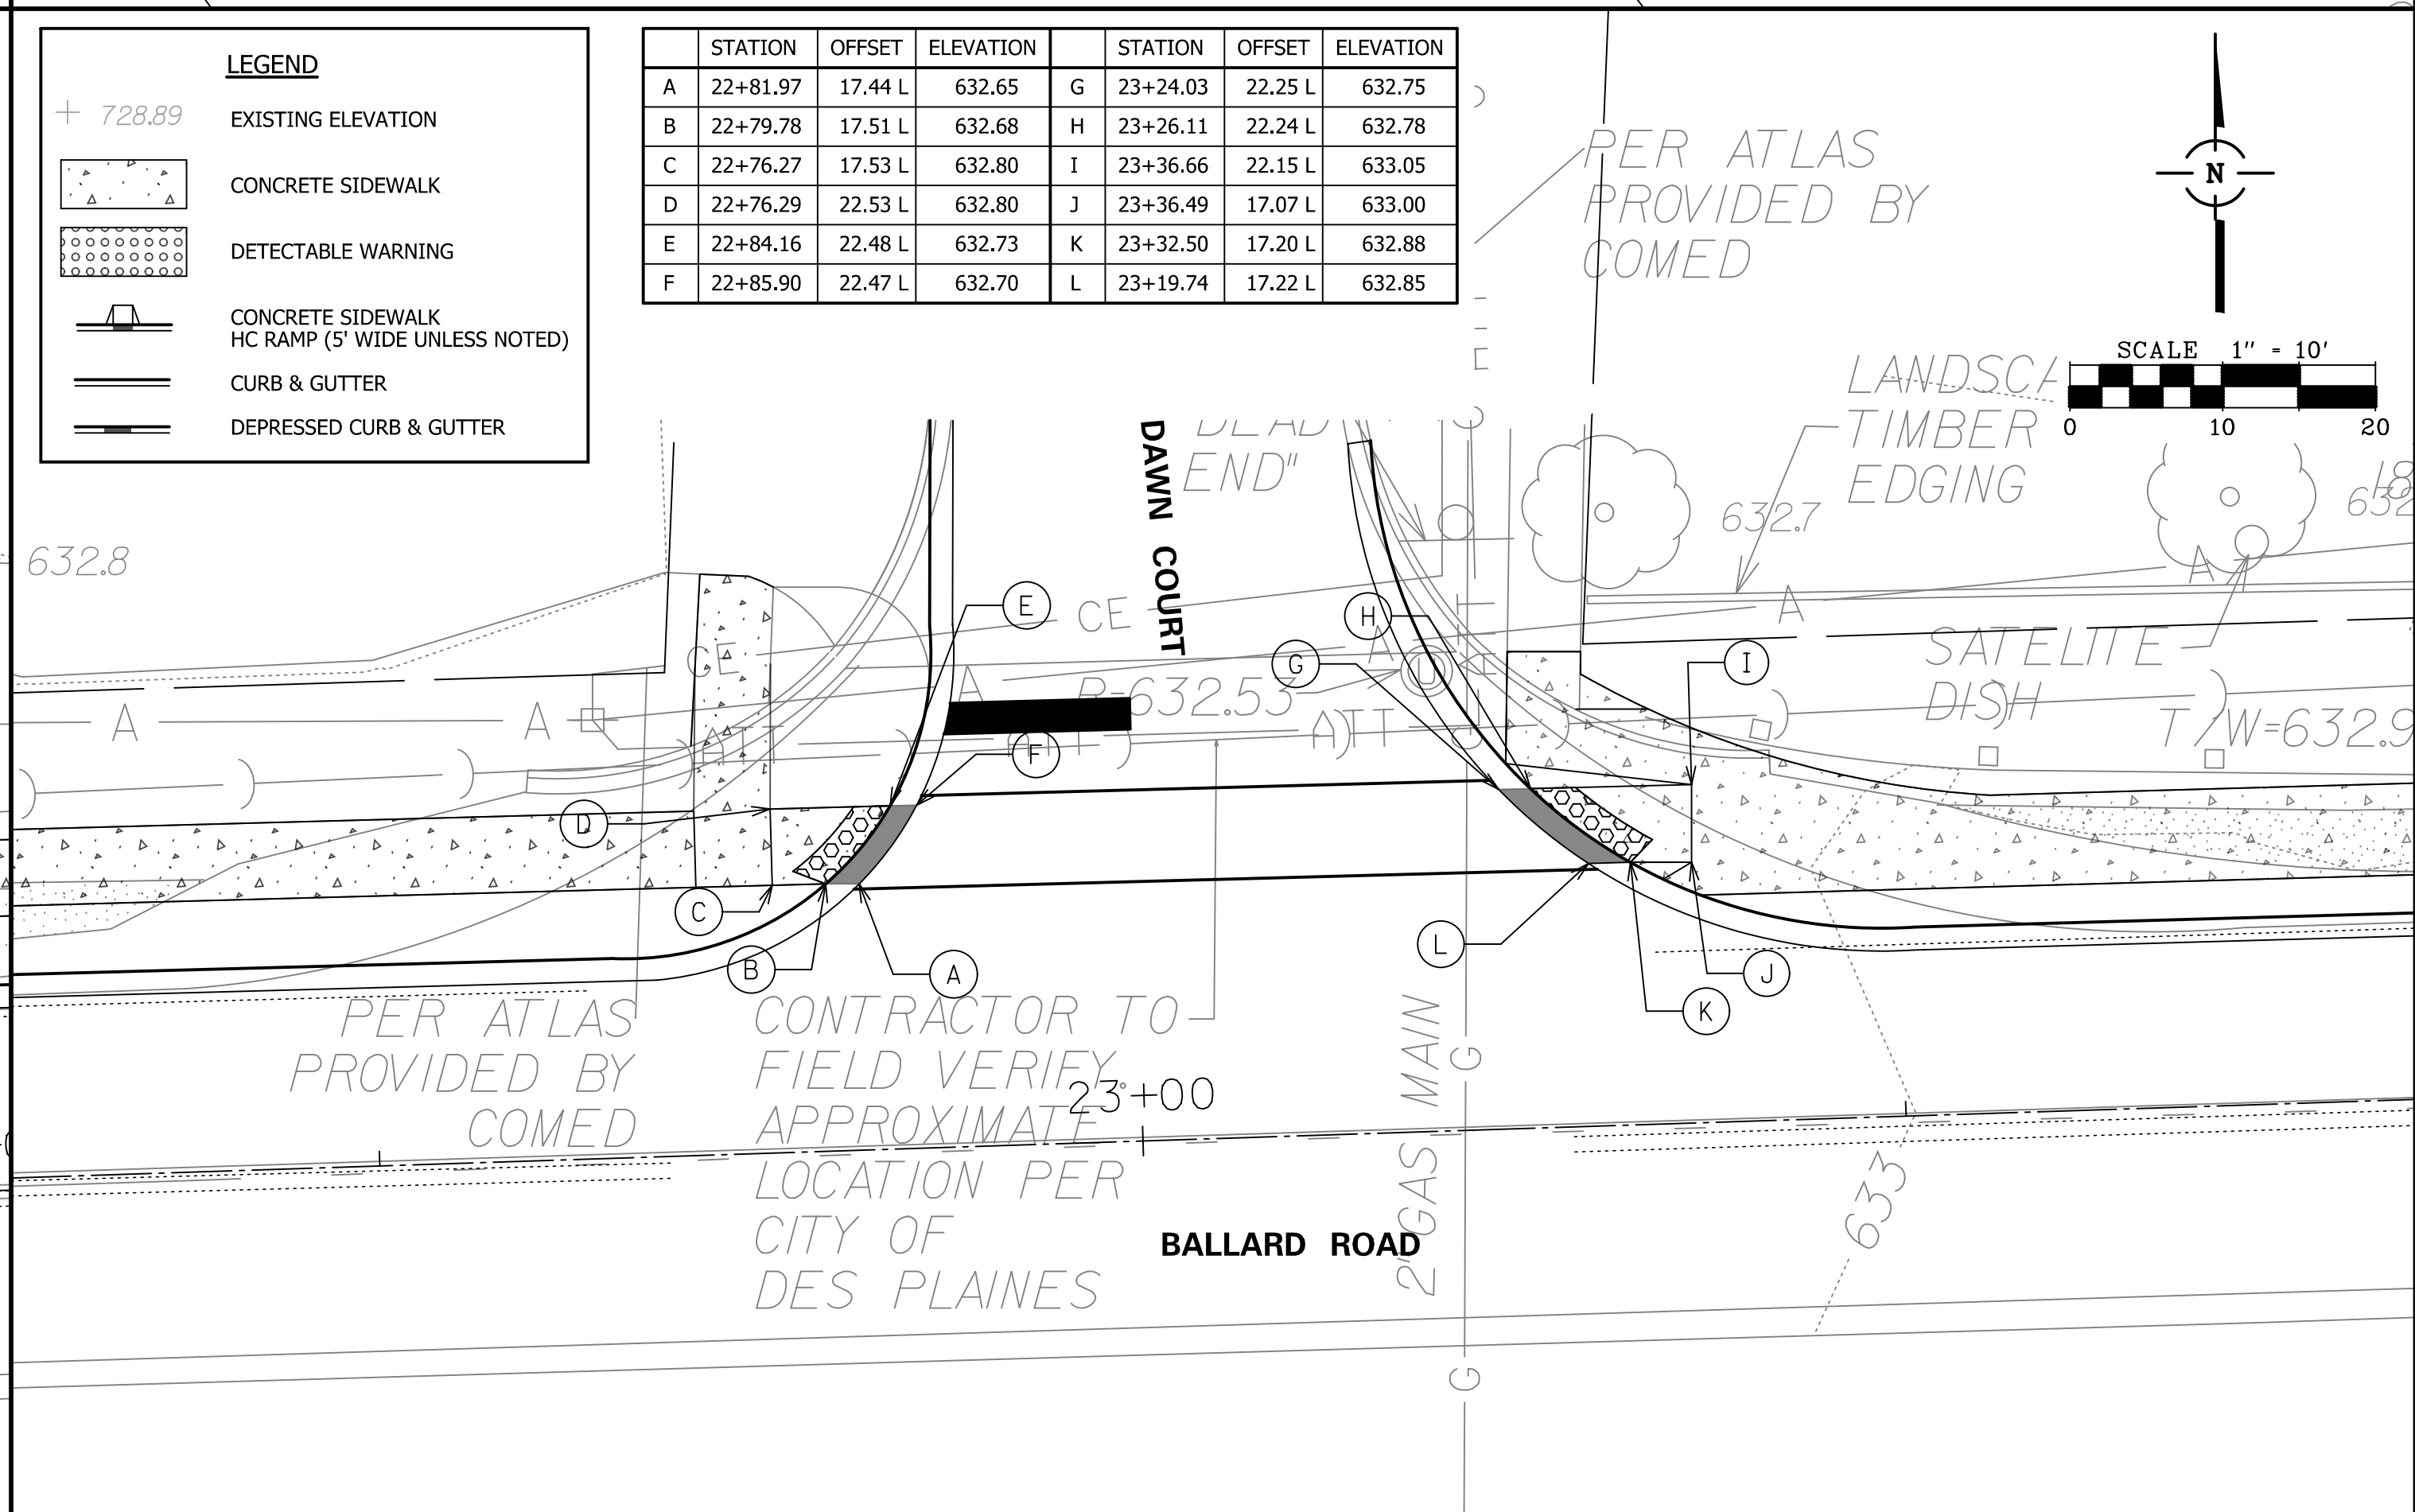 LEGEND
728.89 EXISTING ELEVATION
CONCRETE SIDEWALK
DETECTABLE WARNING
CONCRETE SIDEWALK
HC RAMP (5' WIDE UNLESS NOTED)
CURB & GUTTER
DEPRESSED CURB & GUTTER
STATION OFFSET ELEVATION STATION OFFSET ELEVATION
A 22+81.97 17.44 L 632.65 G 23+24.03 22.25 L 632.75
B 22+79.78 17.51 L 632.68 H 23+26.11 22.24 L 632.78
C 22+76.27 17.53 L 632.80 I 23+36.66 22.15 L 633.05
D 22+76.29 22.53 L 632.80 J 23+36.49 17.07 L 633.00
E 22+84.16 22.48 L 632.73 K 23+32.50 17.20 L 632.88
F 22+85.90 22.47 L 632.70 L 23+19.74 17.22 L 632.85
PER ATLAS
PROVIDED BY
COMED
N
SCALE 1" = 10'
0 10 20
LANDSCA
TIMBER
EDGING
DEAD
END"
DAWN COURT
632.7
632.8
E
H
G
I
CE
CE
A
A
A
A
A
A
U
R=632.53
SATELITE
DISH
T/W=632.9
ATT
ATT
ATT
F
D
C
B
A
L
J
K
PER ATLAS
PROVIDED BY
COMED
CONTRACTOR TO
FIELD VERIFY
APPROXIMATE
LOCATION PER
CITY OF
DES PLAINES
23+00
2" GAS MAIN
G
G
633
BALLARD ROAD